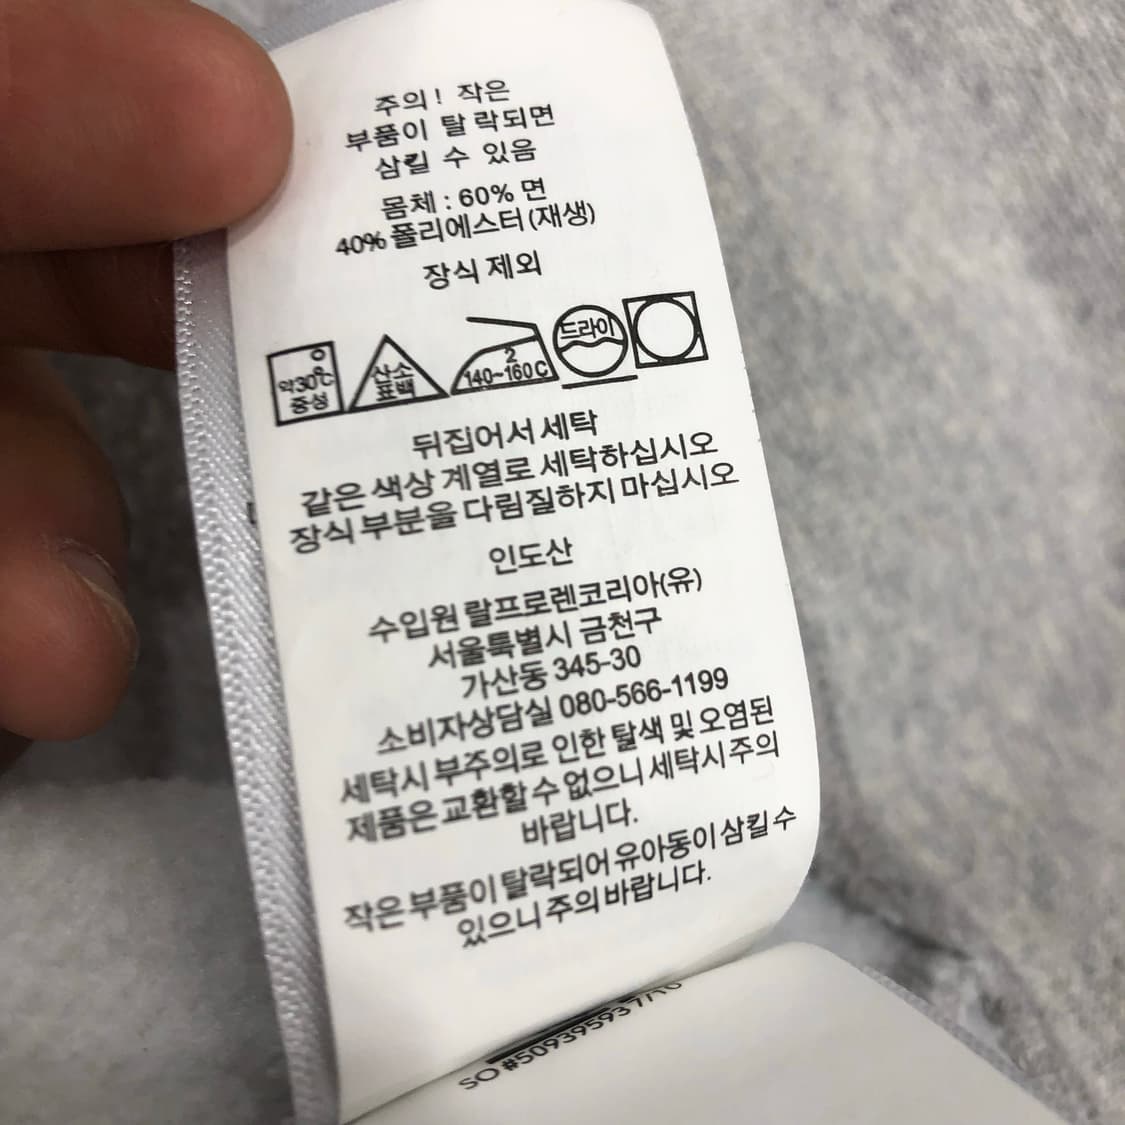 주의! 작은
부품이 탈 락되면
삼킬 수 있음
몸체 : 60% 면
40% 폴리에스터(재생)
장식 제외
약30℃
중성
산소
표백
2
140~160C
드라이
뒤집어서 세탁
같은 색상 계열로 세탁하십시오
장식 부분을 다림질하지 마십시오
인도산
수입원 랄프로렌코리아(유)
서울특별시 금천구
가산동 345-30
소비자상담실 080-566-1199
세탁시 부주의로 인한 탈색 및 오염된
제품은 교환할 수 없으니 세탁시 주의
바랍니다.
작은 부품이 탈락되어 유아동이 삼킬 수
있으니 주의 바랍니다.
SO#509395937/10